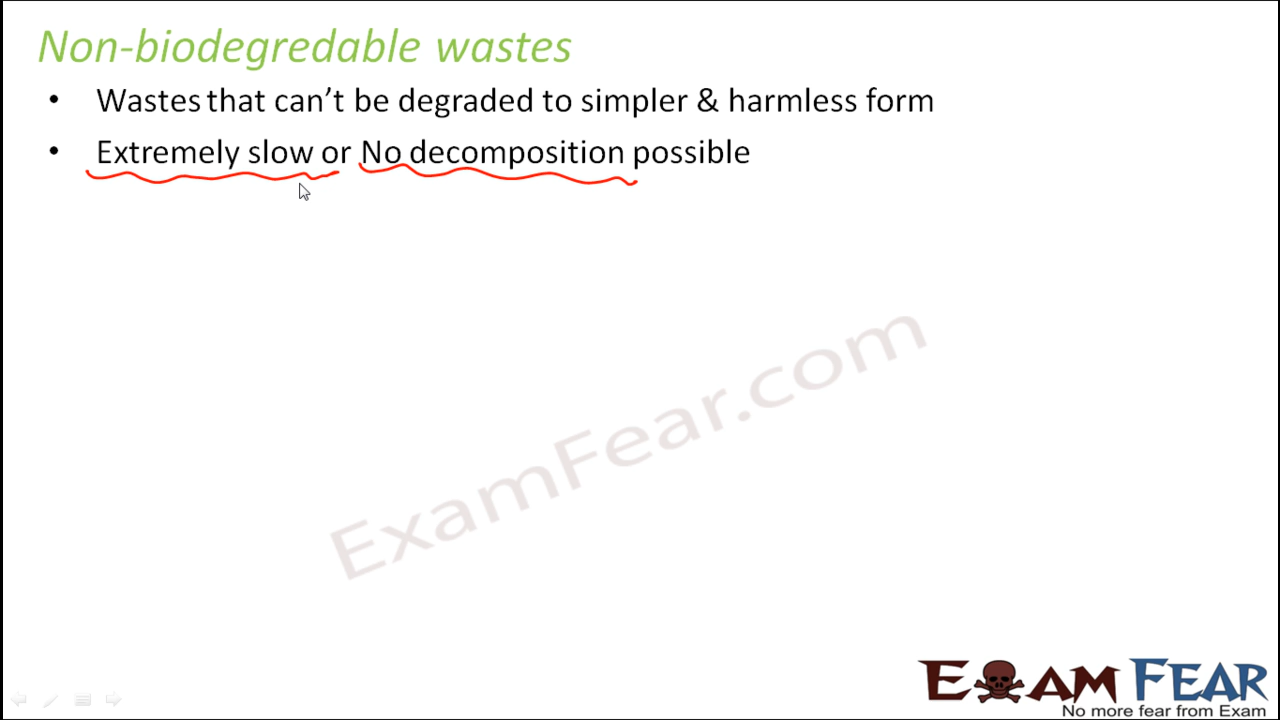 Non-biodegredable wastes
• Wastes that can't be degraded to simpler & harmless form
• Extremely slow or No decomposition possible
ExamFear.com
EXAM FEAR
No more fear from Exam